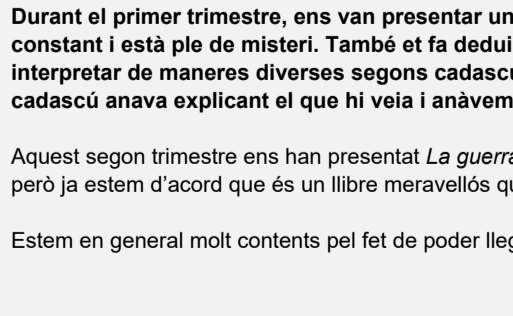 Durant el primer trimestre, ens van presentar un
constant i està ple de misteri. També et fa dedui
interpretar de maneres diverses segons cadascú
cadascú anava explicant el que hi veia i anàvem
Aquest segon trimestre ens han presentat La guerra
però ja estem d’acord que és un llibre meravellós qu
Estem en general molt contents pel fet de poder lleg